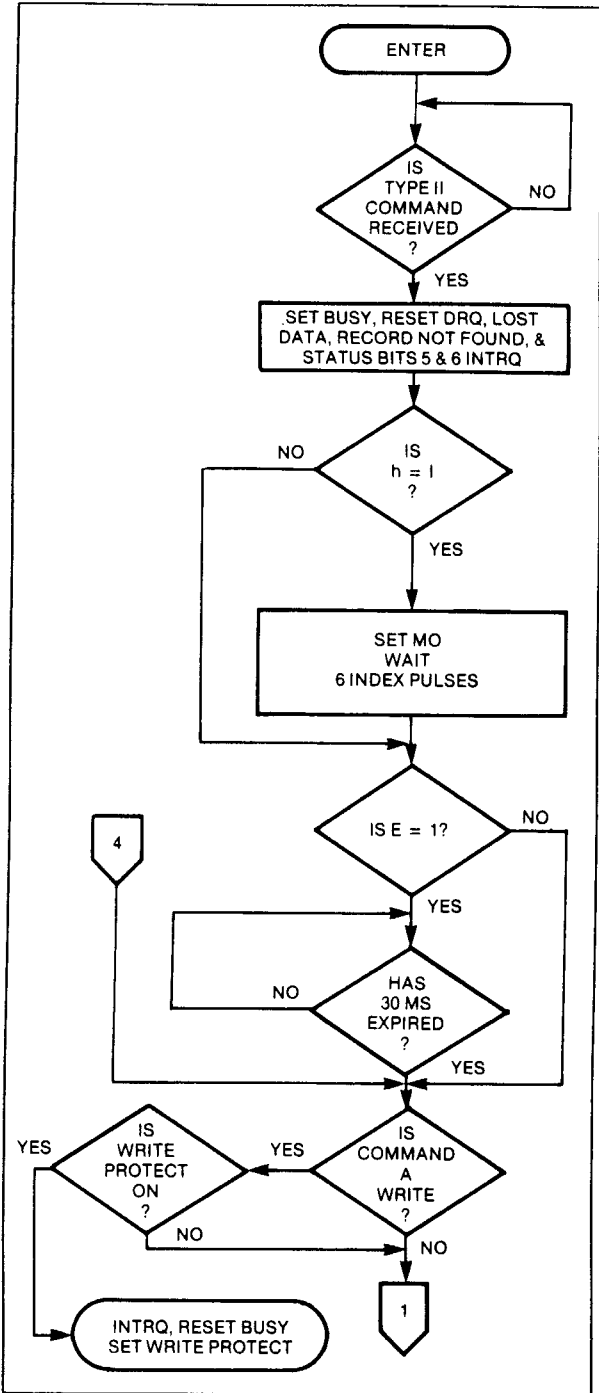 ENTER
IS
TYPE II
COMMAND
RECEIVED
?
NO
YES
SET BUSY, RESET DRQ, LOST
DATA, RECORD NOT FOUND, &
STATUS BITS 5 & 6 INTRQ
NO
IS
h = I
?
YES
SET MO
WAIT
6 INDEX PULSES
4
IS E = 1?
NO
YES
NO
HAS
30 MS
EXPIRED
?
YES
YES
IS
WRITE
PROTECT
ON
?
YES
IS
COMMAND
A
WRITE
?
NO
NO
INTRQ, RESET BUSY
SET WRITE PROTECT
1